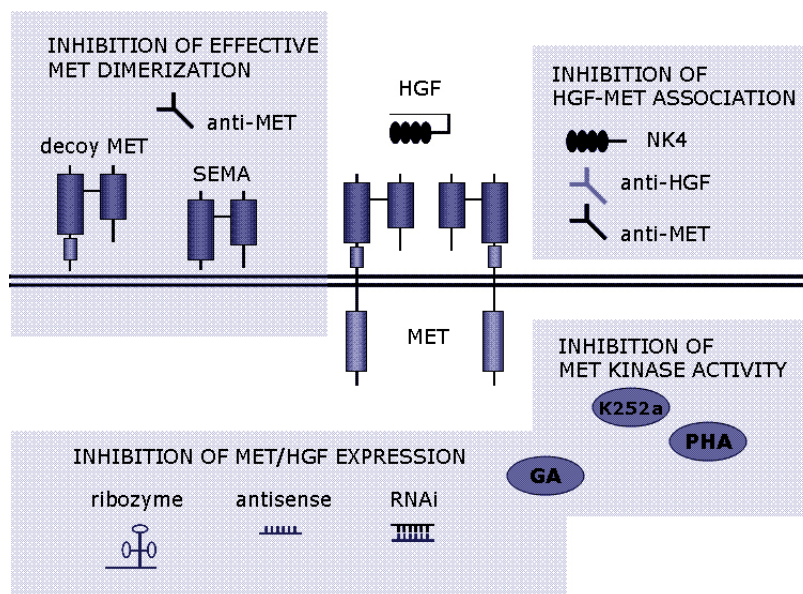 INHIBITION OF EFFECTIVE
MET DIMERIZATION
anti-MET
decoy MET
SEMA
HGF
INHIBITION OF
HGF-MET ASSOCIATION
NK4
anti-HGF
anti-MET
MET
INHIBITION OF
MET KINASE ACTIVITY
K252a
PHA
GA
INHIBITION OF MET/HGF EXPRESSION
ribozyme
antisense
RNAi